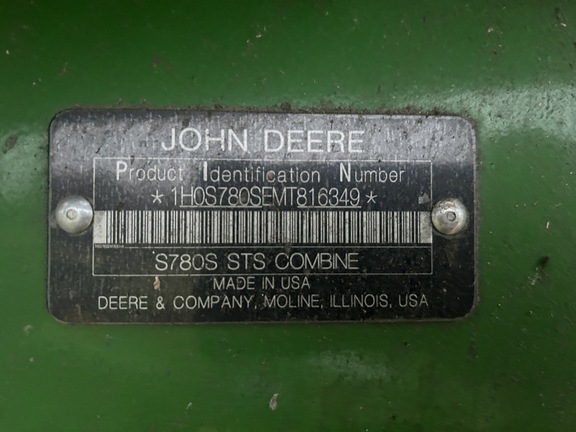 JOHN DEERE
Product Identification Number
*1H0S780SEMT816349*
S780S STS COMBINE
MADE IN USA
DEERE & COMPANY, MOLINE, ILLINOIS, USA